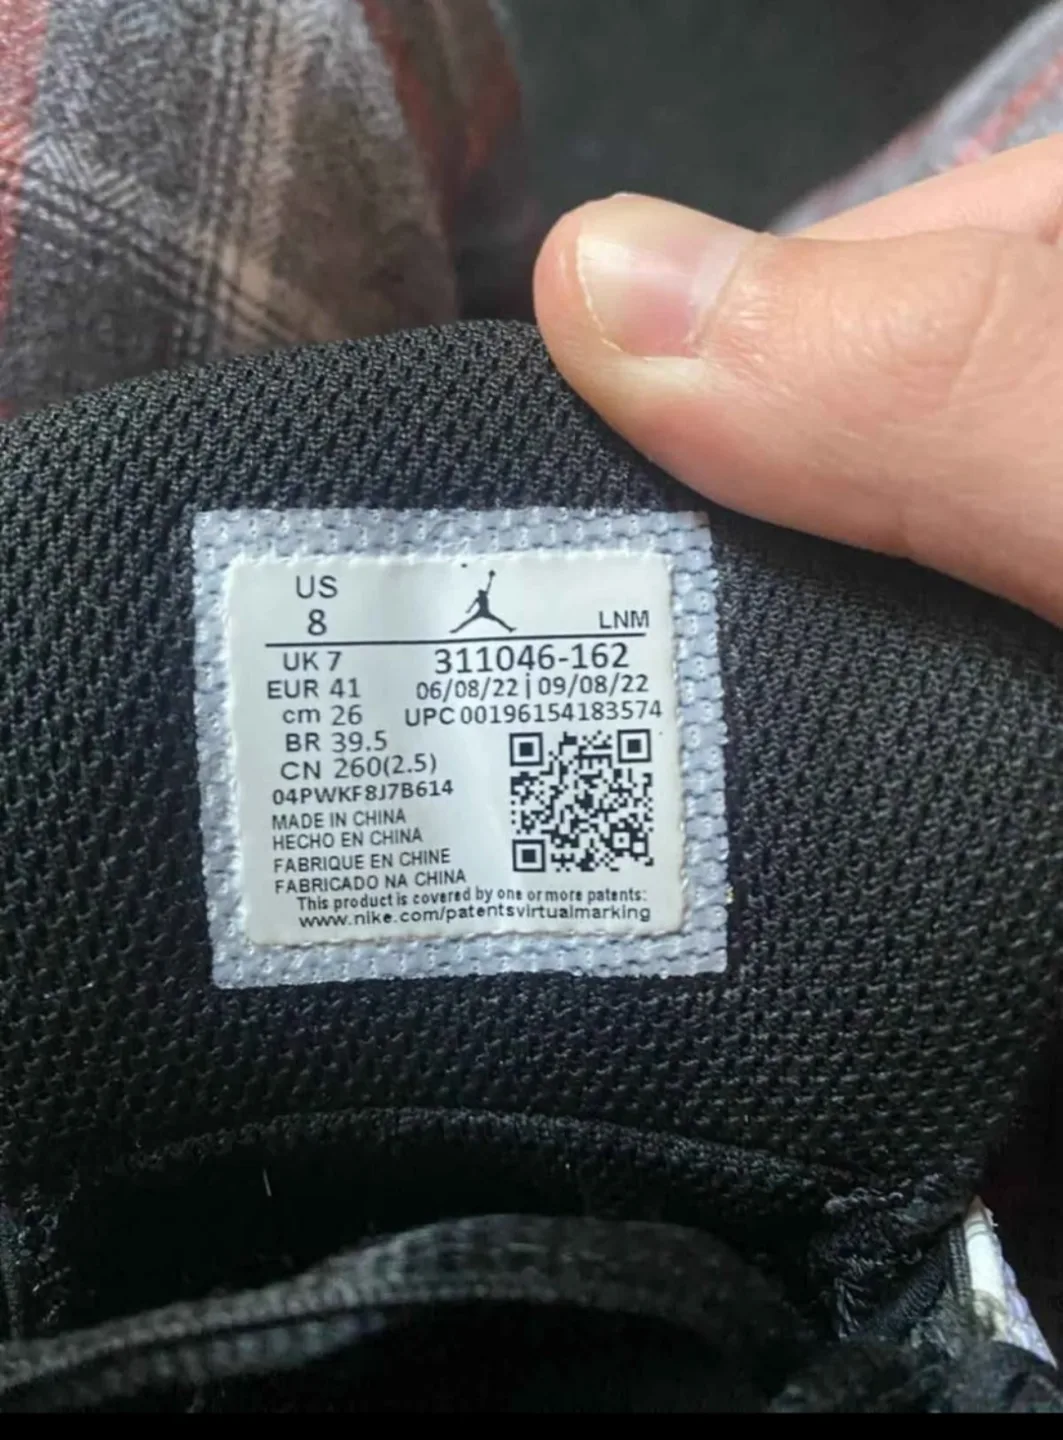 US
8
LNM
UK 7
311046-162
EUR 41
06/08/22 | 09/08/22
cm 26
UPC 00196154183574
BR 39.5
CN 260(2.5)
04PWKF8J7B614
MADE IN CHINA
HECHO EN CHINA
FABRIQUE EN CHINE
FABRICADO NA CHINA
This product is covered by one or more patents:
www.nike.com/patentsvirtualmarking